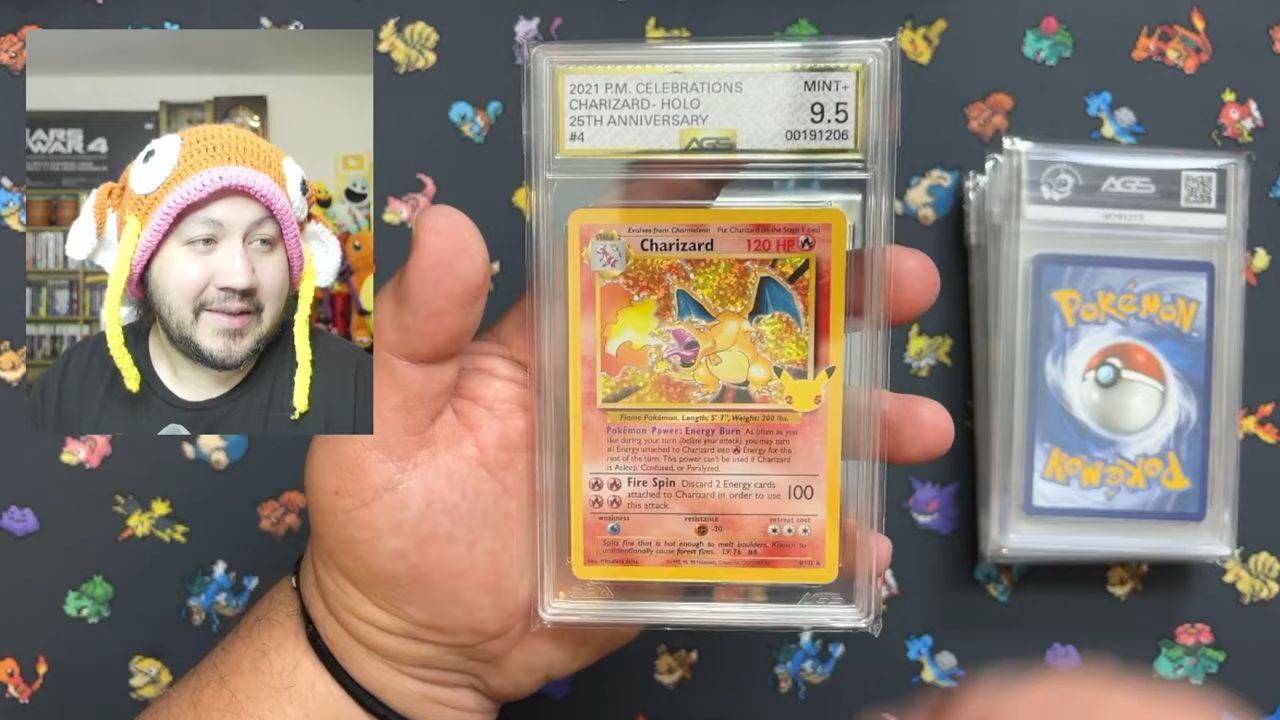 ARS
WAR 4
2021 P.M. CELEBRATIONS
CHARIZARD- HOLO
25TH ANNIVERSARY
#4
MINT+
9.5
00191206
AGS
Evolves from Charmeleon Put Charizard on the Stage 1 card
STAGE 2
Charizard 120 HP
25
Flame Pokémon. Length: 5' 7", Weight: 200 lbs.
Pokémon Power: Energy Burn As often as you
like during your turn (before your attack), you may turn
all Energy attached to Charizard into Energy for the
rest of the turn. This power can't be used if Charizard
is Asleep, Confused, or Paralyzed.
Fire Spin Discard 2 Energy cards
attached to Charizard in order to use
this attack.
100
weakness resistance retreat cost
-30
Spits fire that is hot enough to melt boulders. Known to
unintentionally cause forest fires. LV. 76 #6
AGS
AGS
POKéMON
POKéMON